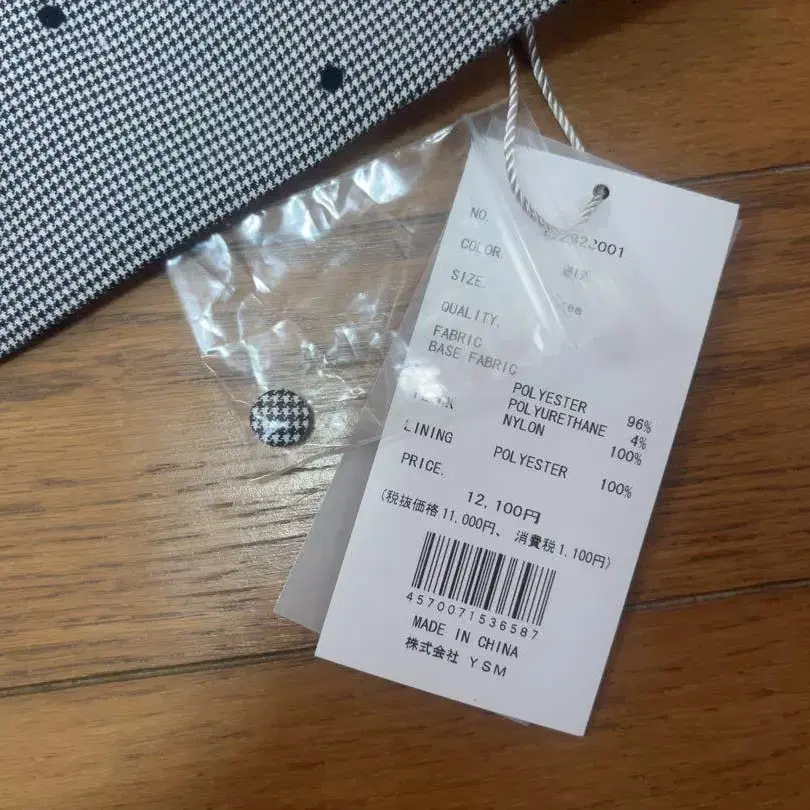 NO. 2922001
COLOR.
SIZE. free
QUALITY.
FABRIC
BASE FABRIC POLYESTER 96%
POLYURETHANE 4%
NYLON 100%
LINING POLYESTER 100%
PRICE. 12,100円
(税抜価格11,000円、消費税1,100円)
4570071536587
MADE IN CHINA
株式会社 YSM